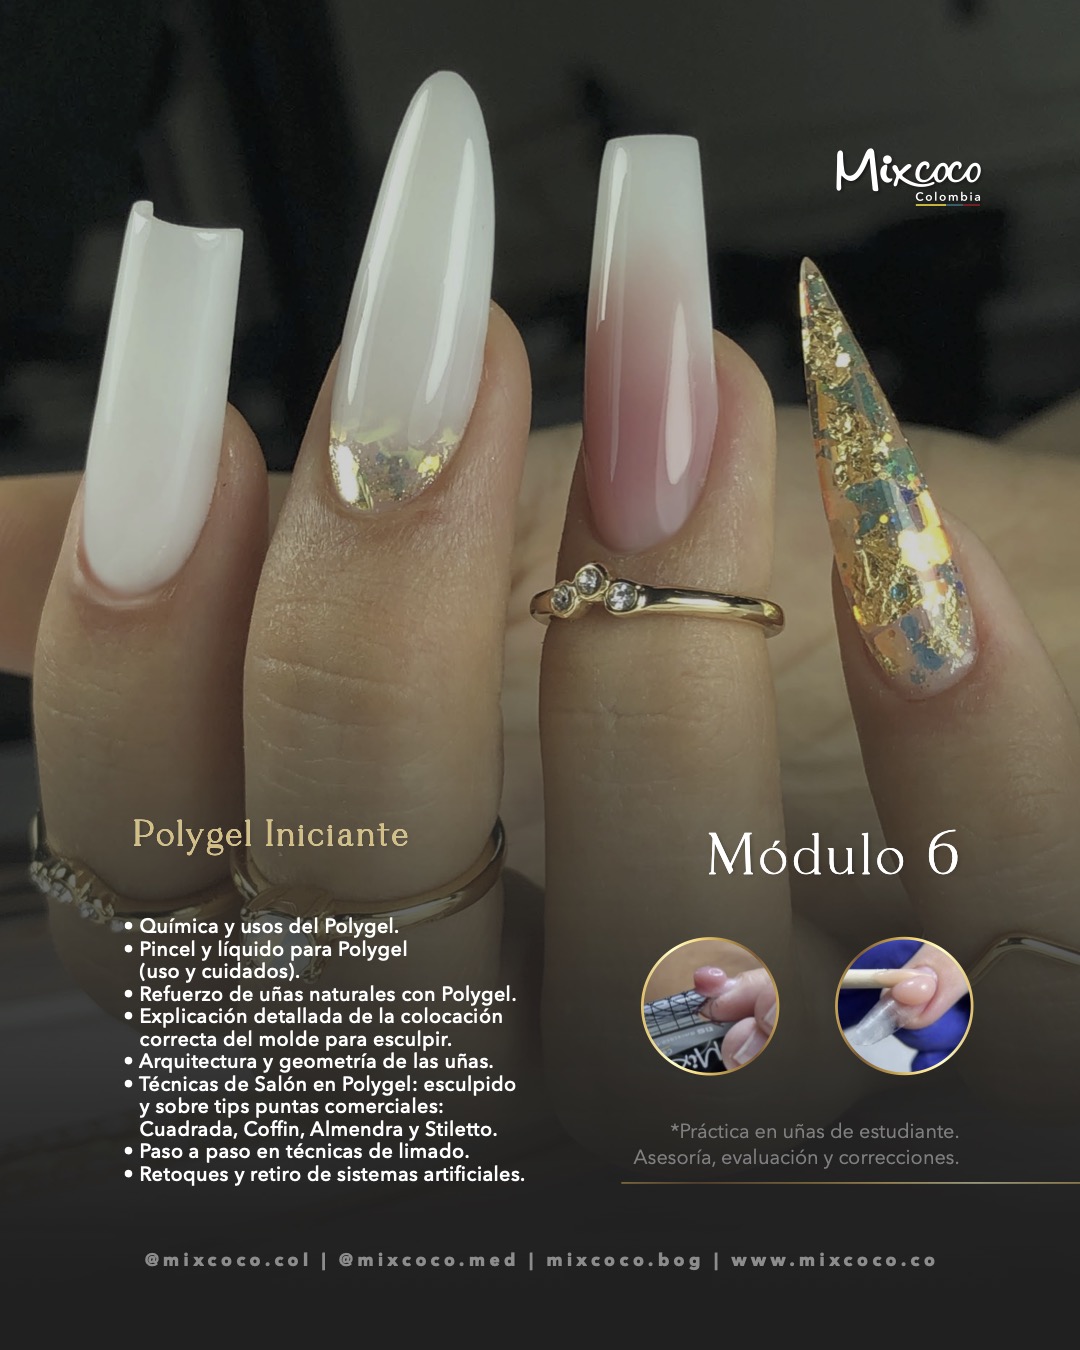 Mixcoco
Colombia
Polygel Iniciante
Módulo 6
• Química y usos del Polygel.
• Pincel y líquido para Polygel
(uso y cuidados).
• Refuerzo de uñas naturales con Polygel.
• Explicación detallada de la colocación
correcta del molde para esculpir.
• Arquitectura y geometría de las uñas.
• Técnicas de Salón en Polygel: esculpido
y sobre tips puntas comerciales:
Cuadrada, Coffin, Almendra y Stiletto.
• Paso a paso en técnicas de limado.
• Retoques y retiro de sistemas artificiales.
*Práctica en uñas de estudiante.
Asesoría, evaluación y correcciones.
@mixcoco.col | @mixcoco.med | mixcoco.bog | www.mixcoco.co